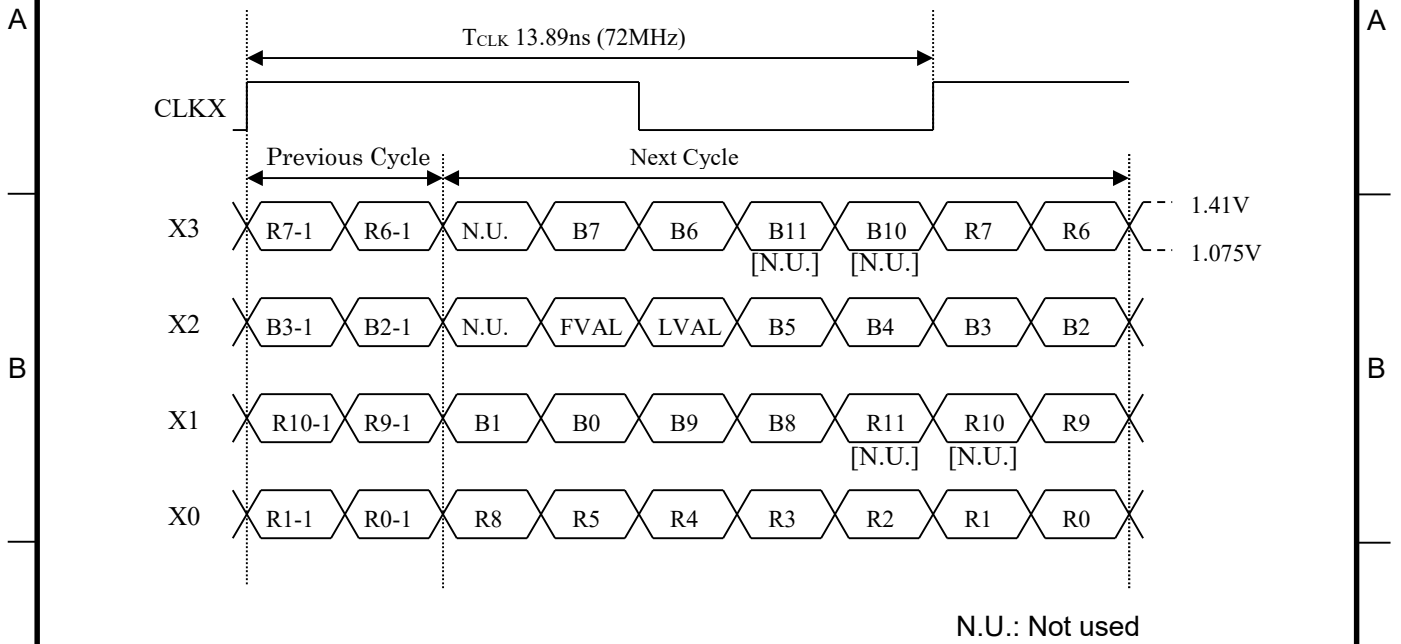 A A
TCLK 13.89ns (72MHz)
CLKX
Previous Cycle Next Cycle
X3 R7-1 R6-1 N.U. B7 B6 B11 B10 R7 R6 1.41V
[N.U.] [N.U.] 1.075V
X2 B3-1 B2-1 N.U. FVAL LVAL B5 B4 B3 B2
B B
X1 R10-1 R9-1 B1 B0 B9 B8 R11 R10 R9
[N.U.] [N.U.]
X0 R1-1 R0-1 R8 R5 R4 R3 R2 R1 R0
N.U.: Not used